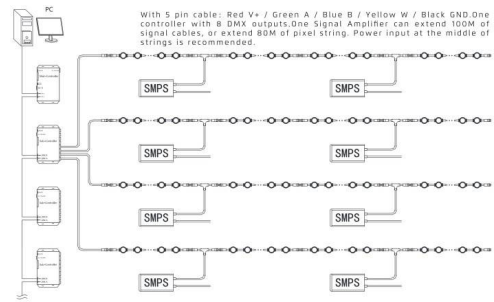 PC
With 5 pin cable: Red V+ / Green A / Blue B / Yellow W / Black GND.One
controller with 8 DMX outputs,One Signal Amplifier can extend 100M of
signal cables, or extend 80M of pixel string. Power input at the middle of
strings is recommended.
SMPS
SMPS
SMPS
SMPS
SMPS
SMPS
SMPS
SMPS